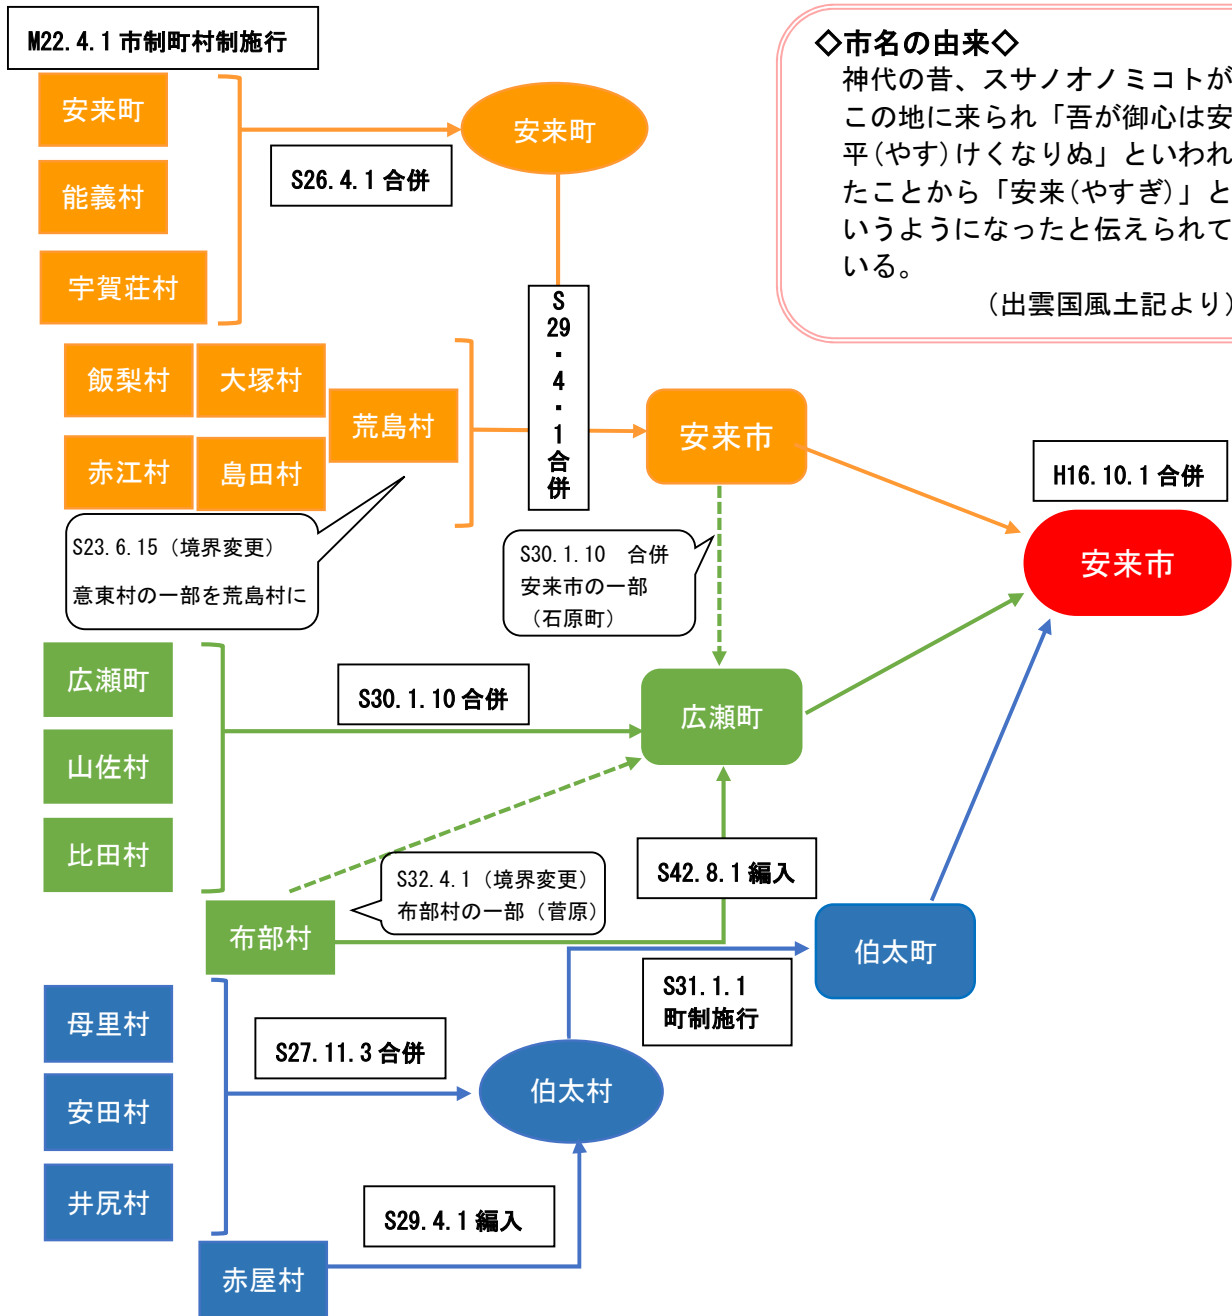 M22.4.1 市制町村制施行
◇市名の由来◇
神代の昔、スサノオノミコトが
この地に来られ「吾が御心は安
平(やす)けくなりぬ」といわれ
たことから「安来(やすぎ)」と
いうようになったと伝えられて
いる。
(出雲国風土記より)
安来町
能義村
宇賀荘村
S26.4.1 合併
安来町
飯梨村
大塚村
赤江村
島田村
荒島村
S29・4・1合併
安来市
S23.6.15（境界変更）
意東村の一部を荒島村に
S30.1.10　合併
安来市の一部
（石原町）
H16.10.1 合併
安来市
広瀬町
山佐村
比田村
S30.1.10 合併
広瀬町
布部村
S32.4.1（境界変更）
布部村の一部（菅原）
S42.8.1 編入
母里村
安田村
井尻村
S27.11.3 合併
伯太村
S31.1.1
町制施行
伯太町
赤屋村
S29.4.1 編入